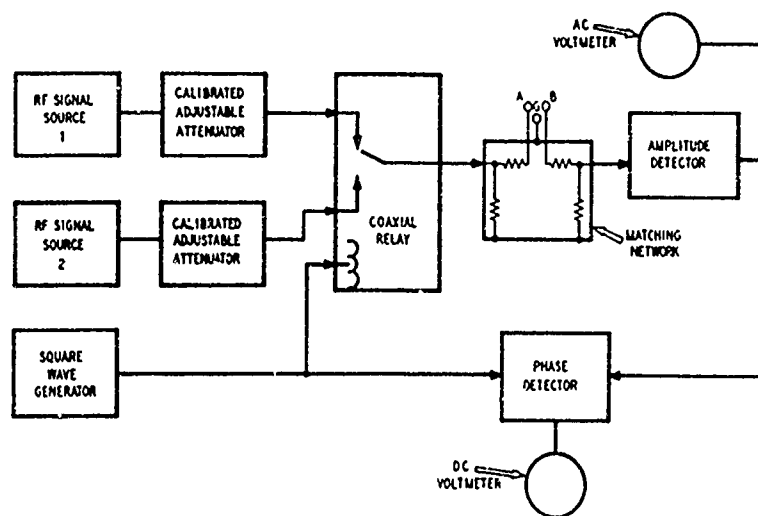 AC
VOLTMETER
RF SIGNAL
SOURCE
1
CALIBRATED
ADJUSTABLE
ATTENUATOR
A
G
B
AMPLITUDE
DETECTOR
RF SIGNAL
SOURCE
2
CALIBRATED
ADJUSTABLE
ATTENUATOR
COAXIAL
RELAY
MATCHING
NETWORK
SQUARE
WAVE
GENERATOR
PHASE
DETECTOR
DC
VOLTMETER